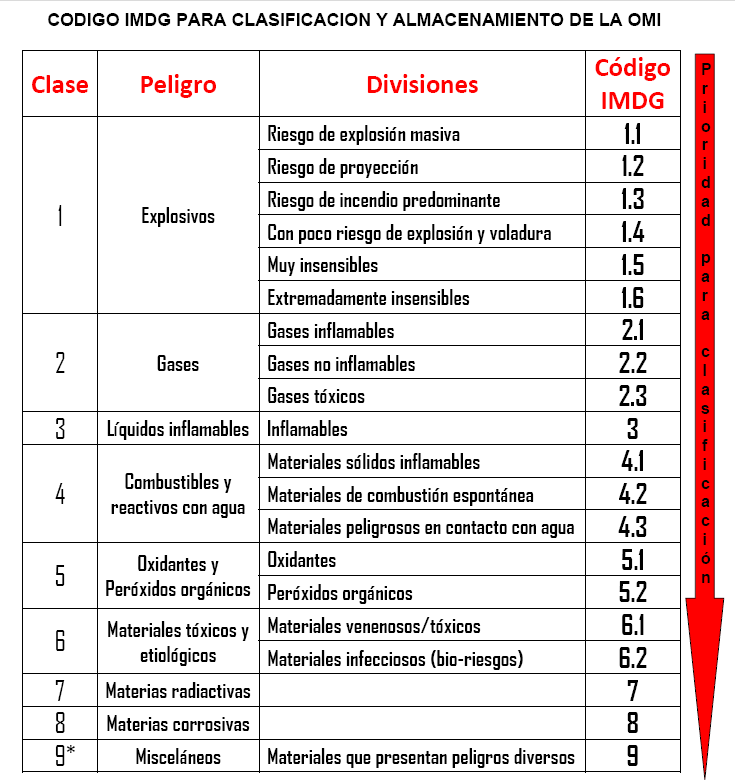 CODIGO IMDG PARA CLASIFICACION Y ALMACENAMIENTO DE LA OMI
Clase Peligro Divisiones Código IMDG
1 Explosivos Riesgo de explosión masiva 1.1
Riesgo de proyección 1.2
Riesgo de incendio predominante 1.3
Con poco riesgo de explosión y voladura 1.4
Muy insensibles 1.5
Extremadamente insensibles 1.6
2 Gases Gases inflamables 2.1
Gases no inflamables 2.2
Gases tóxicos 2.3
3 Líquidos inflamables Inflamables 3
4 Combustibles y reactivos con agua Materiales sólidos inflamables 4.1
Materiales de combustión espontánea 4.2
Materiales peligrosos en contacto con agua 4.3
5 Oxidantes y Peróxidos orgánicos Oxidantes 5.1
Peróxidos orgánicos 5.2
6 Materiales tóxicos y etiológicos Materiales venenosos/tóxicos 6.1
Materiales infecciosos (bio-riesgos) 6.2
7 Materias radiactivas 7
8 Materias corrosivas 8
9* Misceláneos Materiales que presentan peligros diversos 9
Prioridad para clasificación